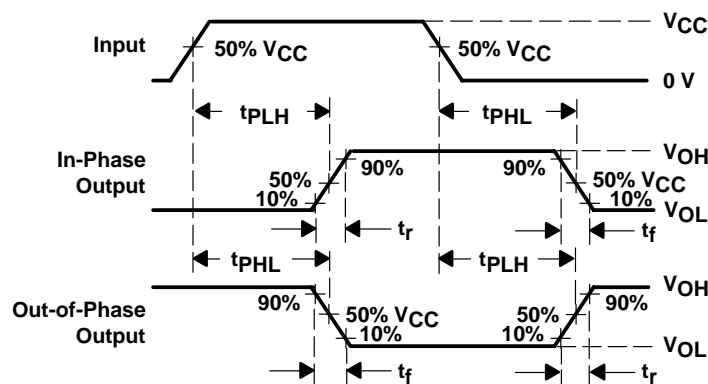 VCC
Input
50% VCC
50% VCC
0 V
tPLH
tPHL
In-Phase
Output
VOH
90%
90%
50%
50% VCC
10%
10%
VOL
tr
tf
tPHL
tPLH
Out-of-Phase
Output
VOH
90%
90%
50% VCC
50%
10%
10%
VOL
tf
tr